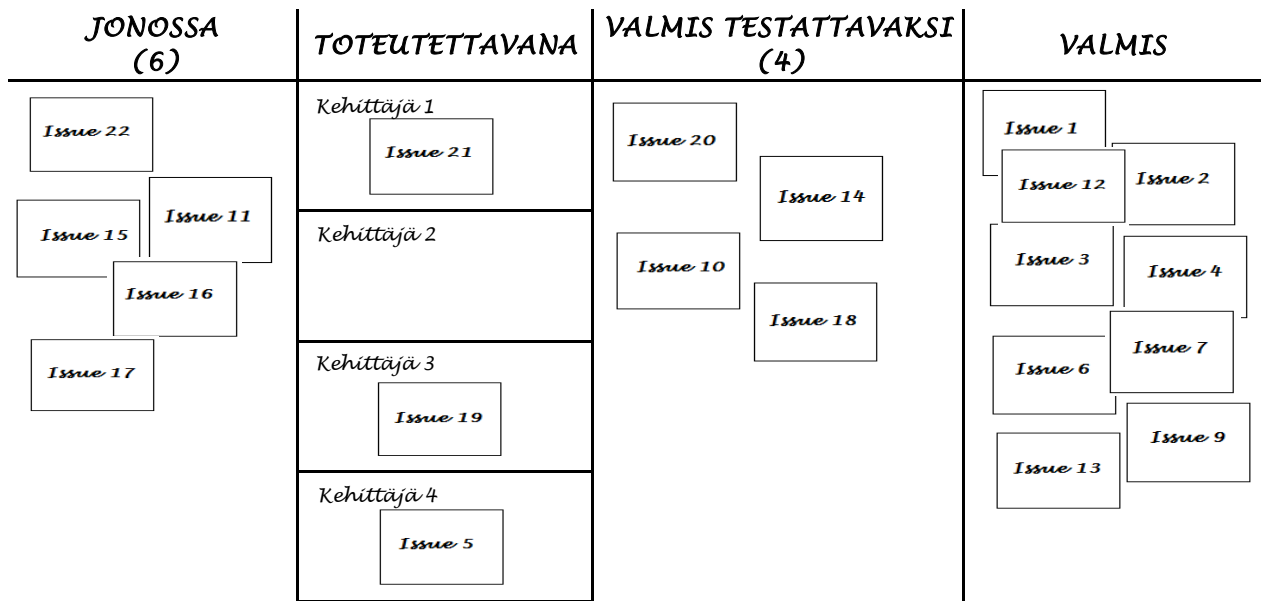 JONOSSA
(6)
TOTEUTETTAVANA
VALMIS TESTATTAVAKSI
(4)
VALMIS
Issue 22
Issue 11
Issue 15
Issue 16
Issue 17
Kehittäjä 1
Issue 21
Kehittäjä 2
Kehittäjä 3
Issue 19
Kehittäjä 4
Issue 5
Issue 20
Issue 14
Issue 10
Issue 18
Issue 1
Issue 12
Issue 2
Issue 3
Issue 4
Issue 7
Issue 6
Issue 9
Issue 13